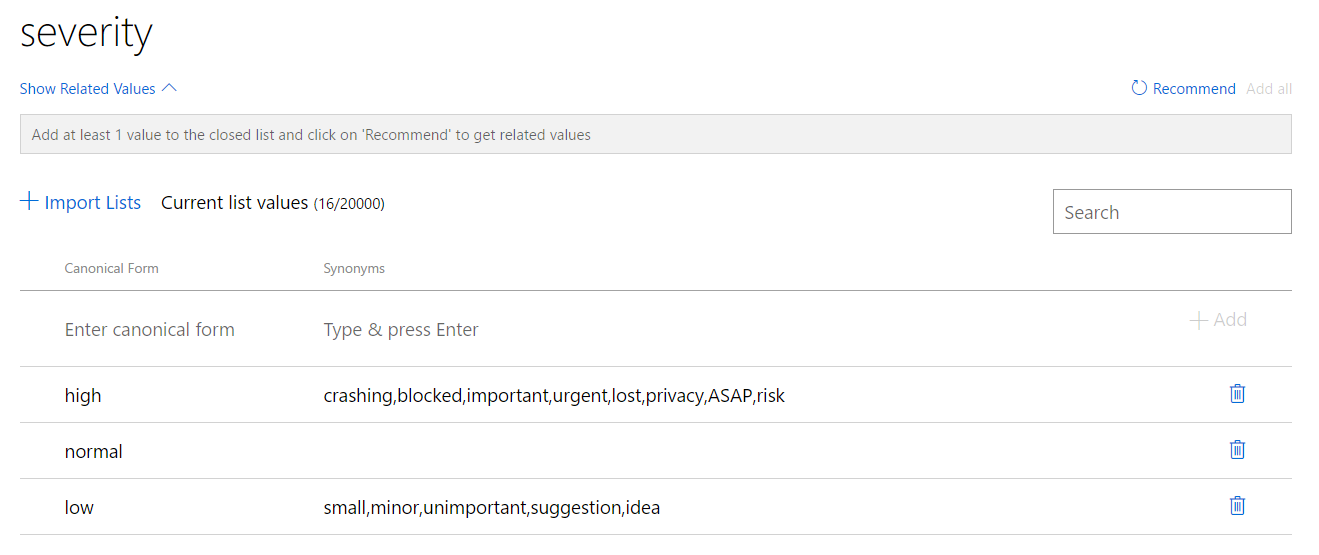 severity
Show Related Values
Recommend Add all
Add at least 1 value to the closed list and click on 'Recommend' to get related values
Import Lists Current list values (16/20000)
Search
Canonical Form Synonyms
Enter canonical form Type & press Enter Add
high crashing,blocked,important,urgent,lost,privacy,ASAP,risk
normal
low small,minor,unimportant,suggestion,idea